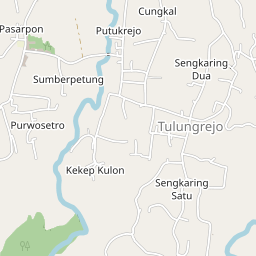 Cungkal
Pasarpon
Putukrejo
Sengkaring
Dua
Sumberpetung
Purwosetro
Tulungrejo
Kekep Kulon
Sengkaring
Satu